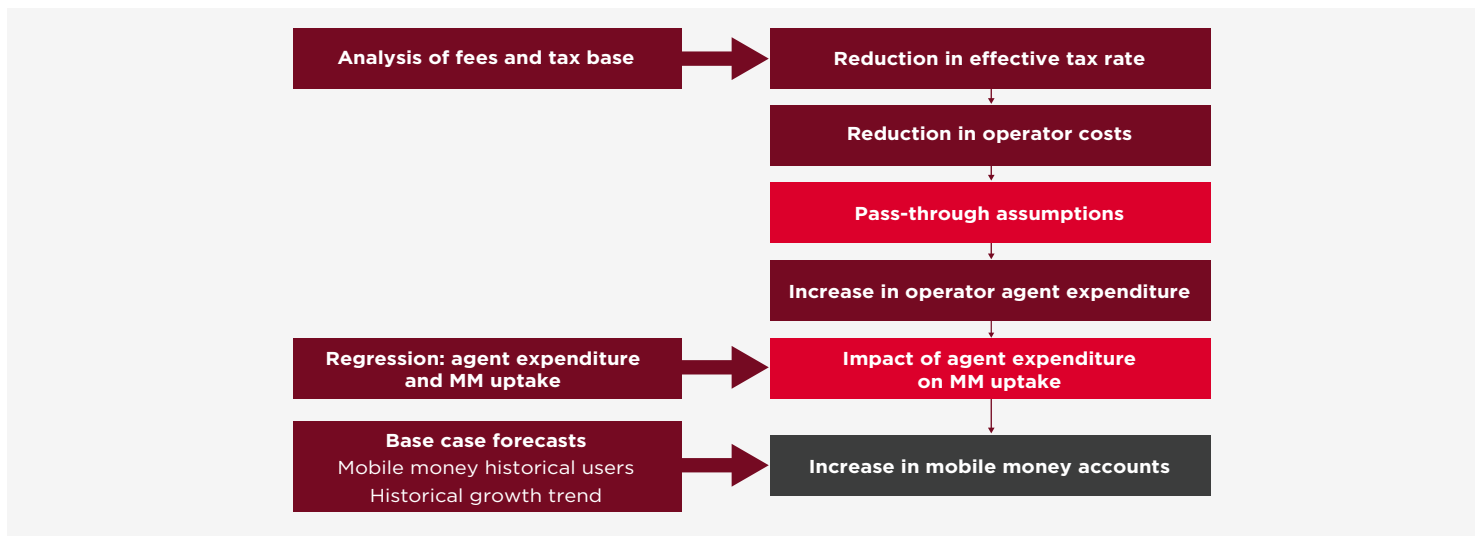 Analysis of fees and tax base
Reduction in effective tax rate
Reduction in operator costs
Pass-through assumptions
Increase in operator agent expenditure
Regression: agent expenditure
and MM uptake
Impact of agent expenditure
on MM uptake
Base case forecasts
Mobile money historical users
Historical growth trend
Increase in mobile money accounts